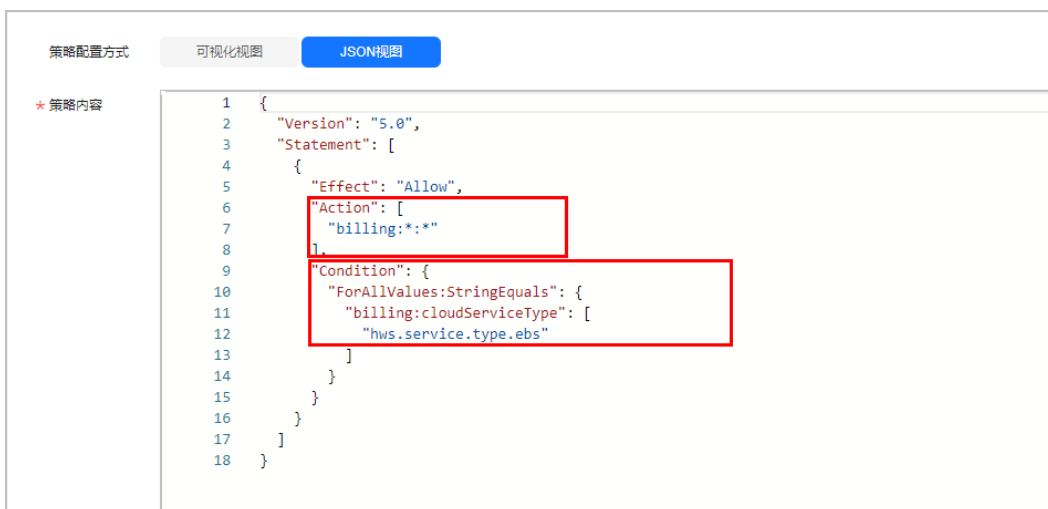 策略配置方式 可视化视图 JSON视图
* 策略内容
1 {
2 "Version": "5.0",
3 "Statement": [
4 {
5 "Effect": "Allow",
6 "Action": [
7 "billing:*:*"
8 ],
9 "Condition": {
10 "ForAllValues:StringEquals": {
11 "billing:cloudServiceType": [
12 "hws.service.type.ebs"
13 ]
14 }
15 }
16 }
17 ]
18 }